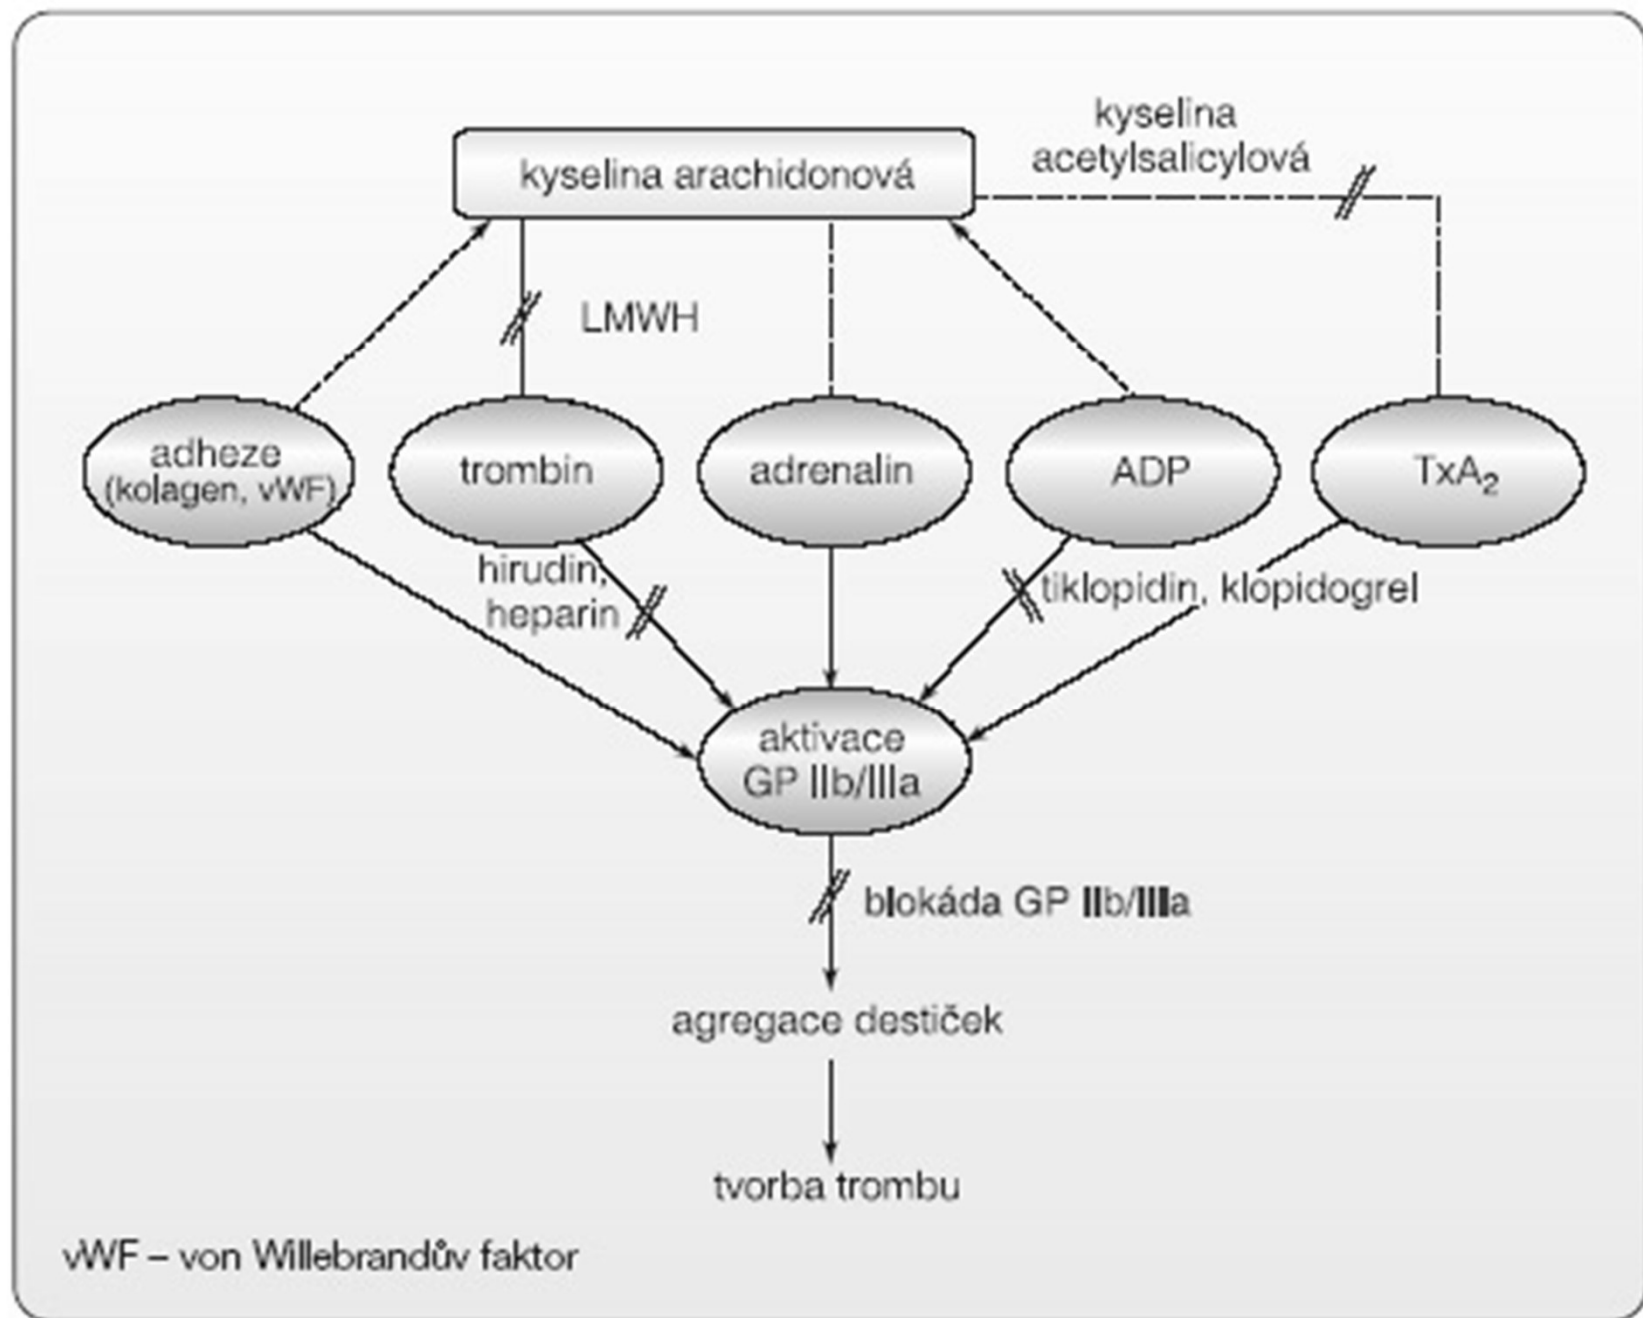 kyselina
acetylsalicylová
kyselina arachidonová
LMWH
adheze
(kolagen, vWF)
trombin
adrenalin
ADP
TxA₂
hirudin,
heparin
tiklopidin, klopidogrel
aktivace
GP IIb/IIIa
blokáda GP IIb/IIIa
agregace destiček
tvorba trombu
vWF – von Willebrandův faktor